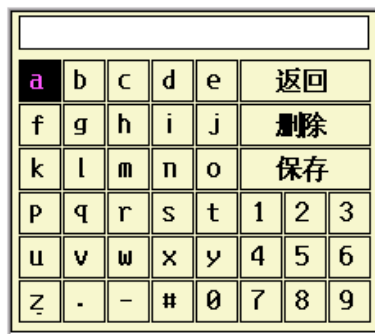 a b c d e 返回
f g h i j 删除
k l m n o 保存
p q r s t 1 2 3
u v w x y 4 5 6
z . - # 0 7 8 9